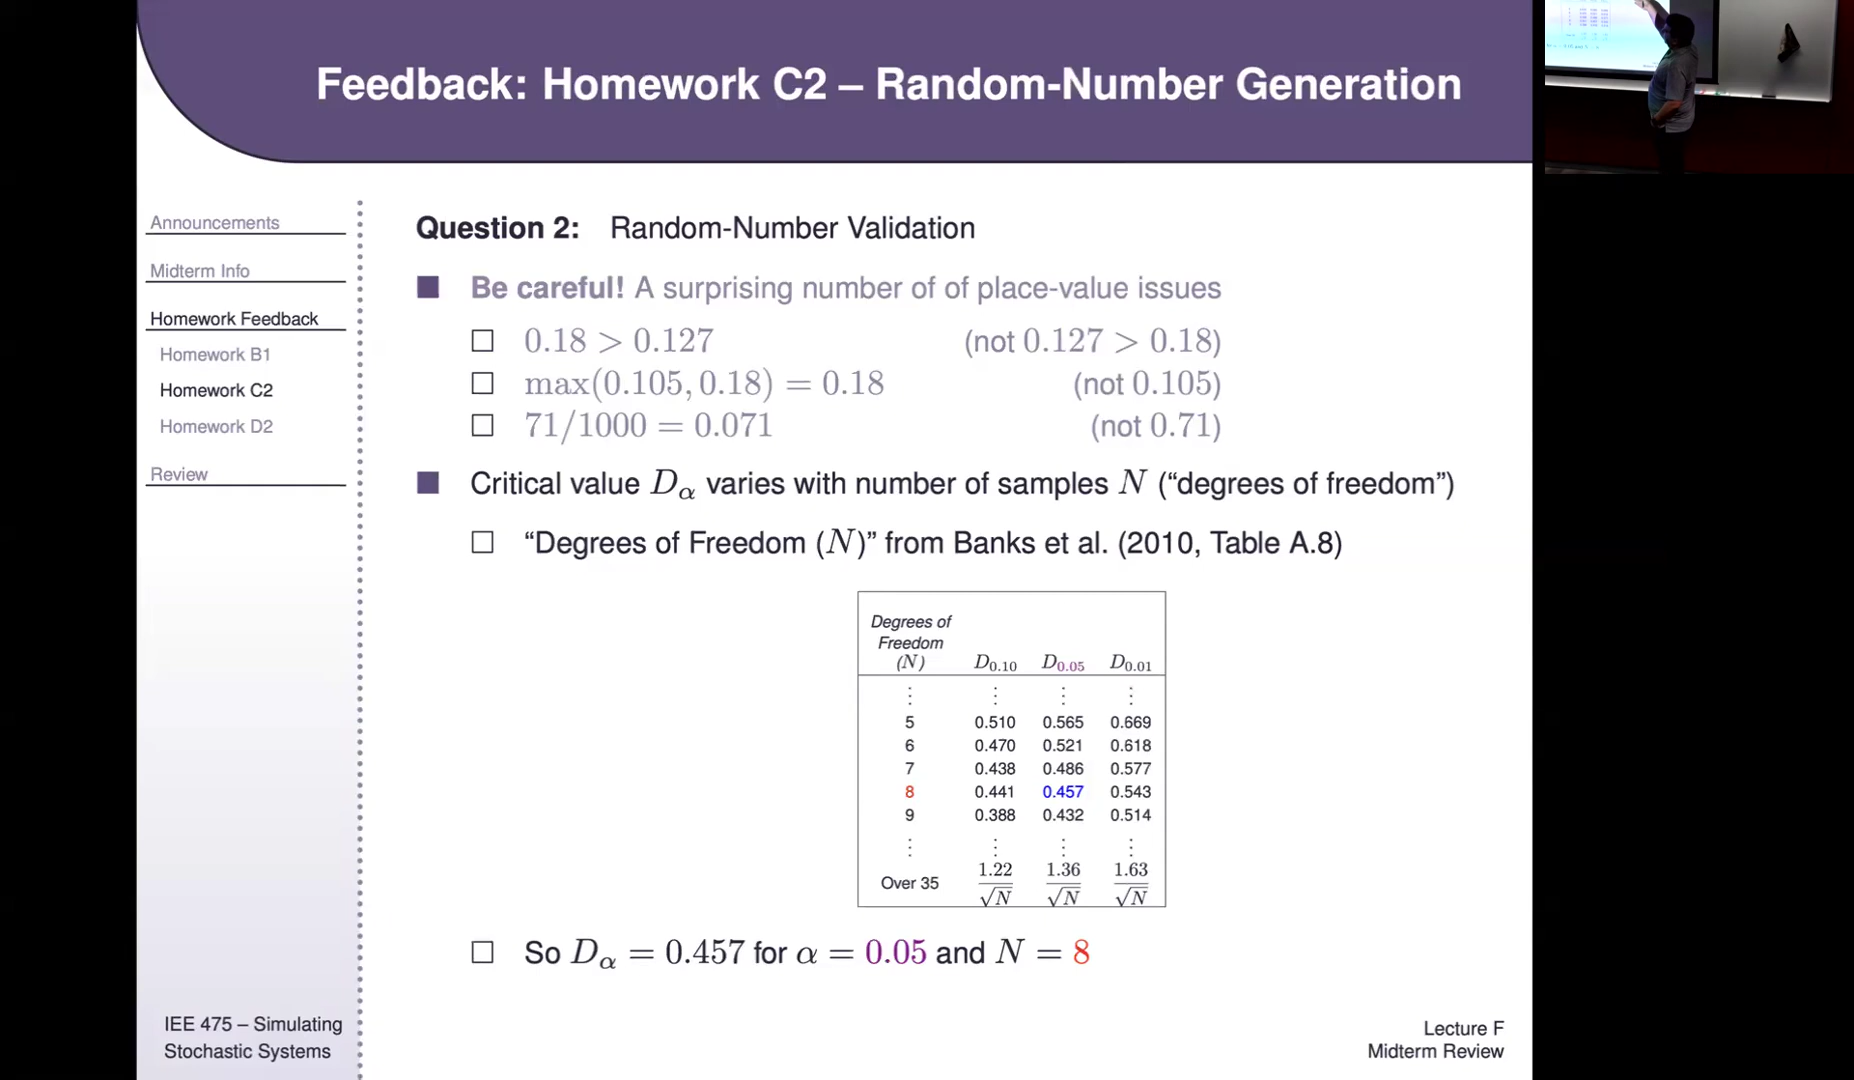 Feedback: Homework C2 – Random-Number Generation
Announcements
Midterm Info
Homework Feedback
Homework B1
Homework C2
Homework D2
Review
Question 2: Random-Number Validation
Be careful! A surprising number of of place-value issues
0.18 > 0.127 (not 0.127 > 0.18)
max(0.105, 0.18) = 0.18 (not 0.105)
71/1000 = 0.071 (not 0.71)
Critical value Dα varies with number of samples N (“degrees of freedom”)
“Degrees of Freedom (N)” from Banks et al. (2010, Table A.8)
Degrees of
Freedom
(N) D0.10 D0.05 D0.01
⋮ ⋮ ⋮ ⋮
5 0.510 0.565 0.669
6 0.470 0.521 0.618
7 0.438 0.486 0.577
8 0.441 0.457 0.543
9 0.388 0.432 0.514
⋮ ⋮ ⋮ ⋮
Over 35 1.22/√N 1.36/√N 1.63/√N
So Dα = 0.457 for α = 0.05 and N = 8
IEE 475 – Simulating
Stochastic Systems
Lecture F
Midterm Review